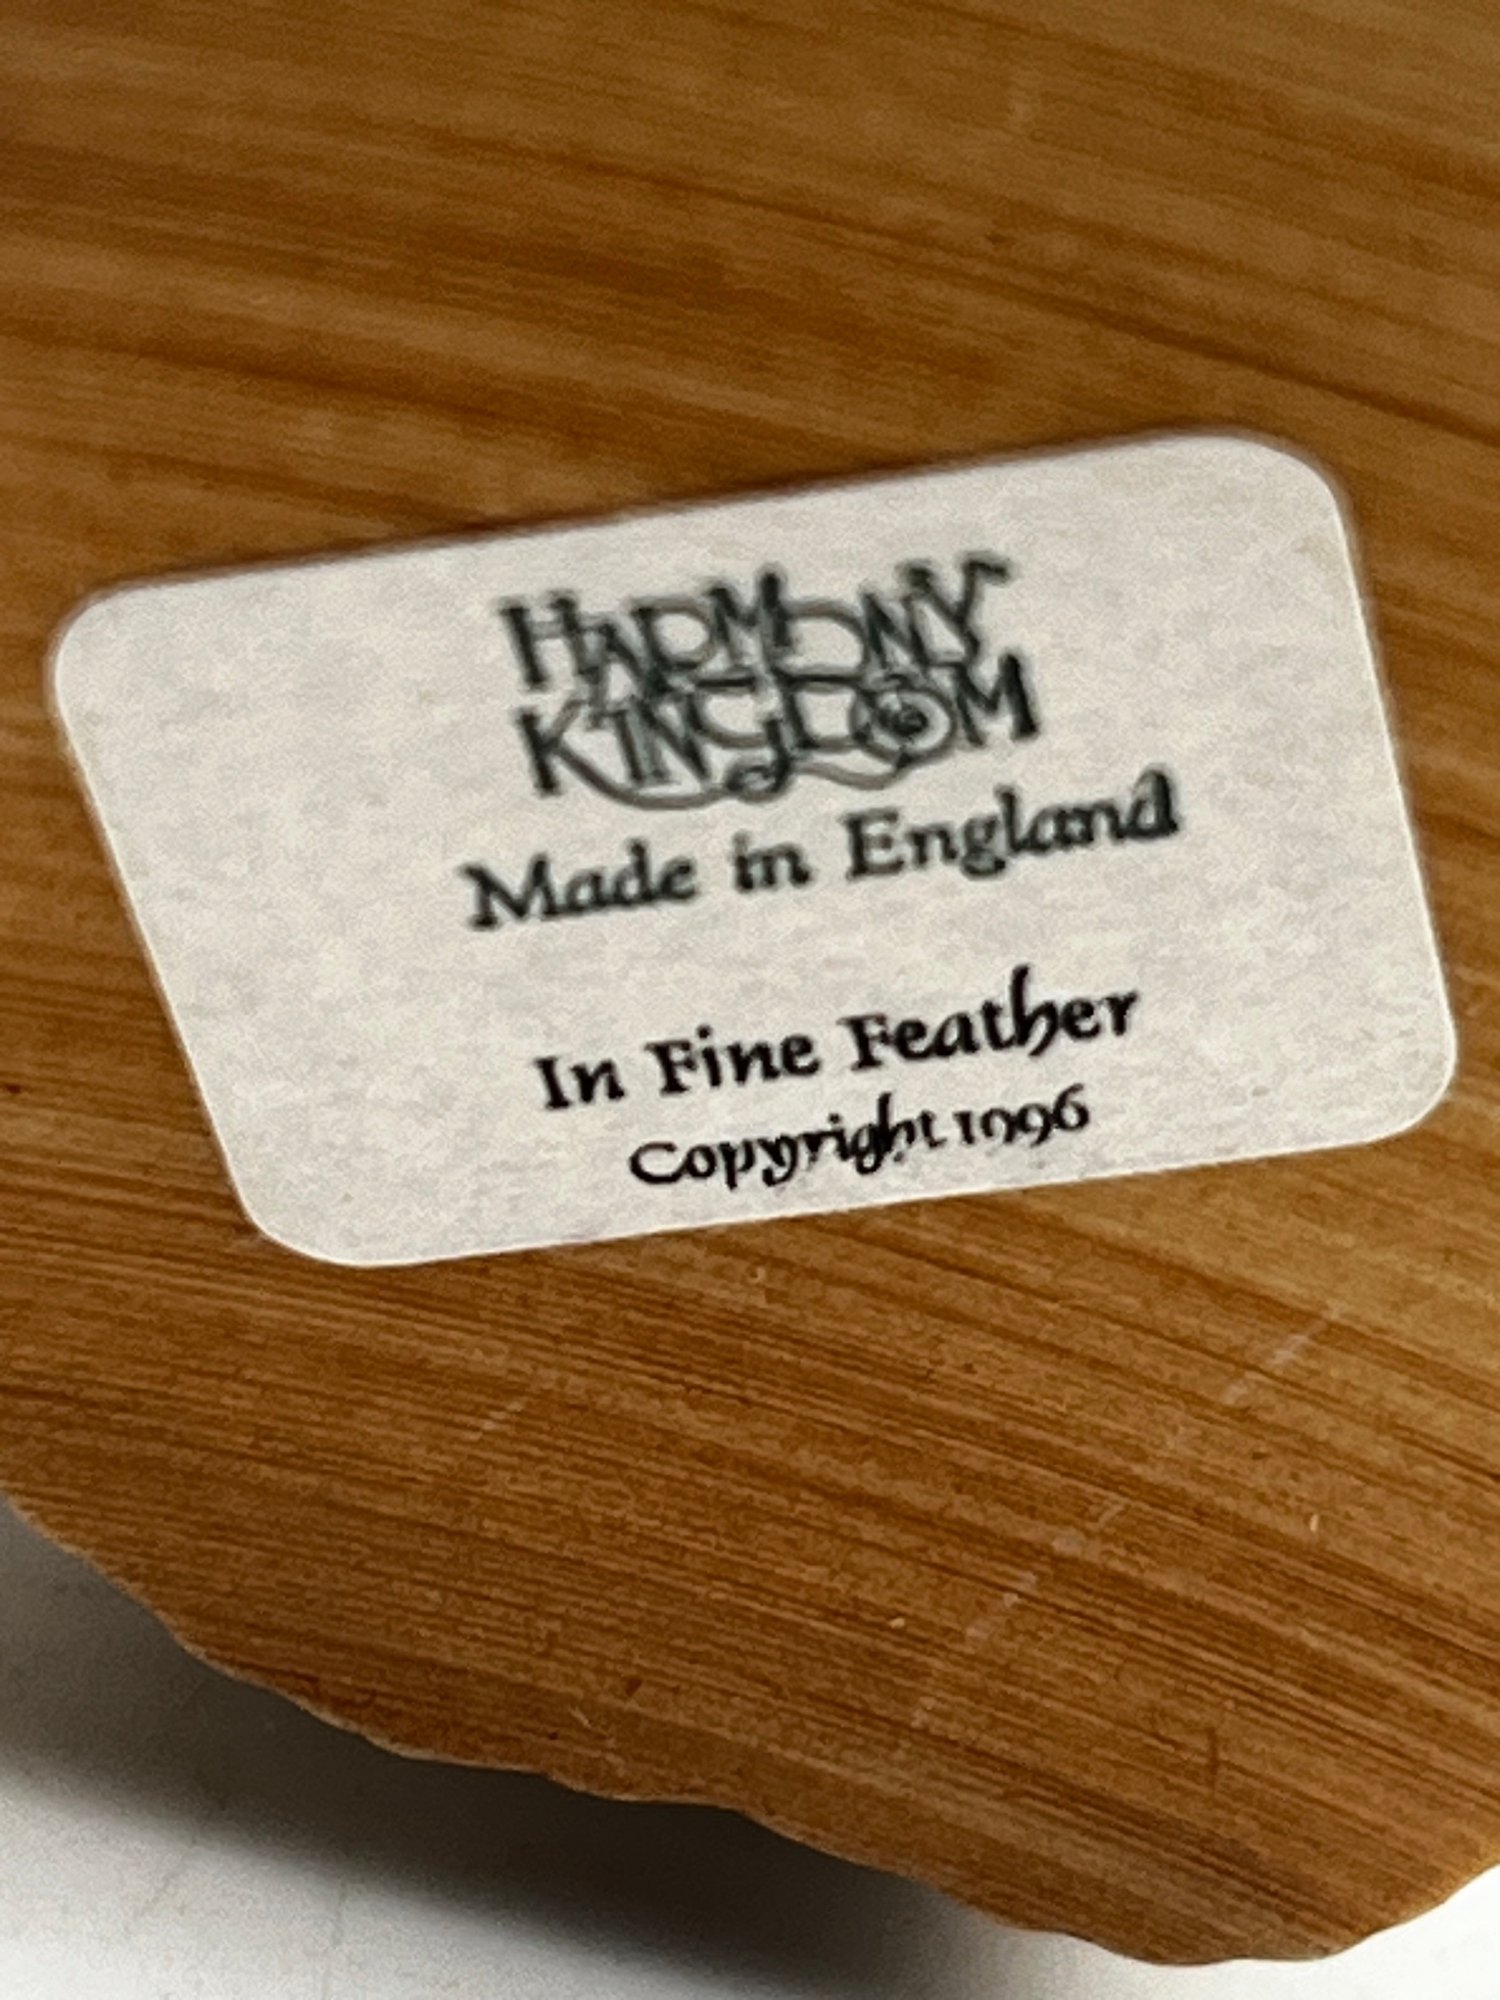 HARMONY
KINGDOM
Made in England
In Fine Feather
Copyright 1996